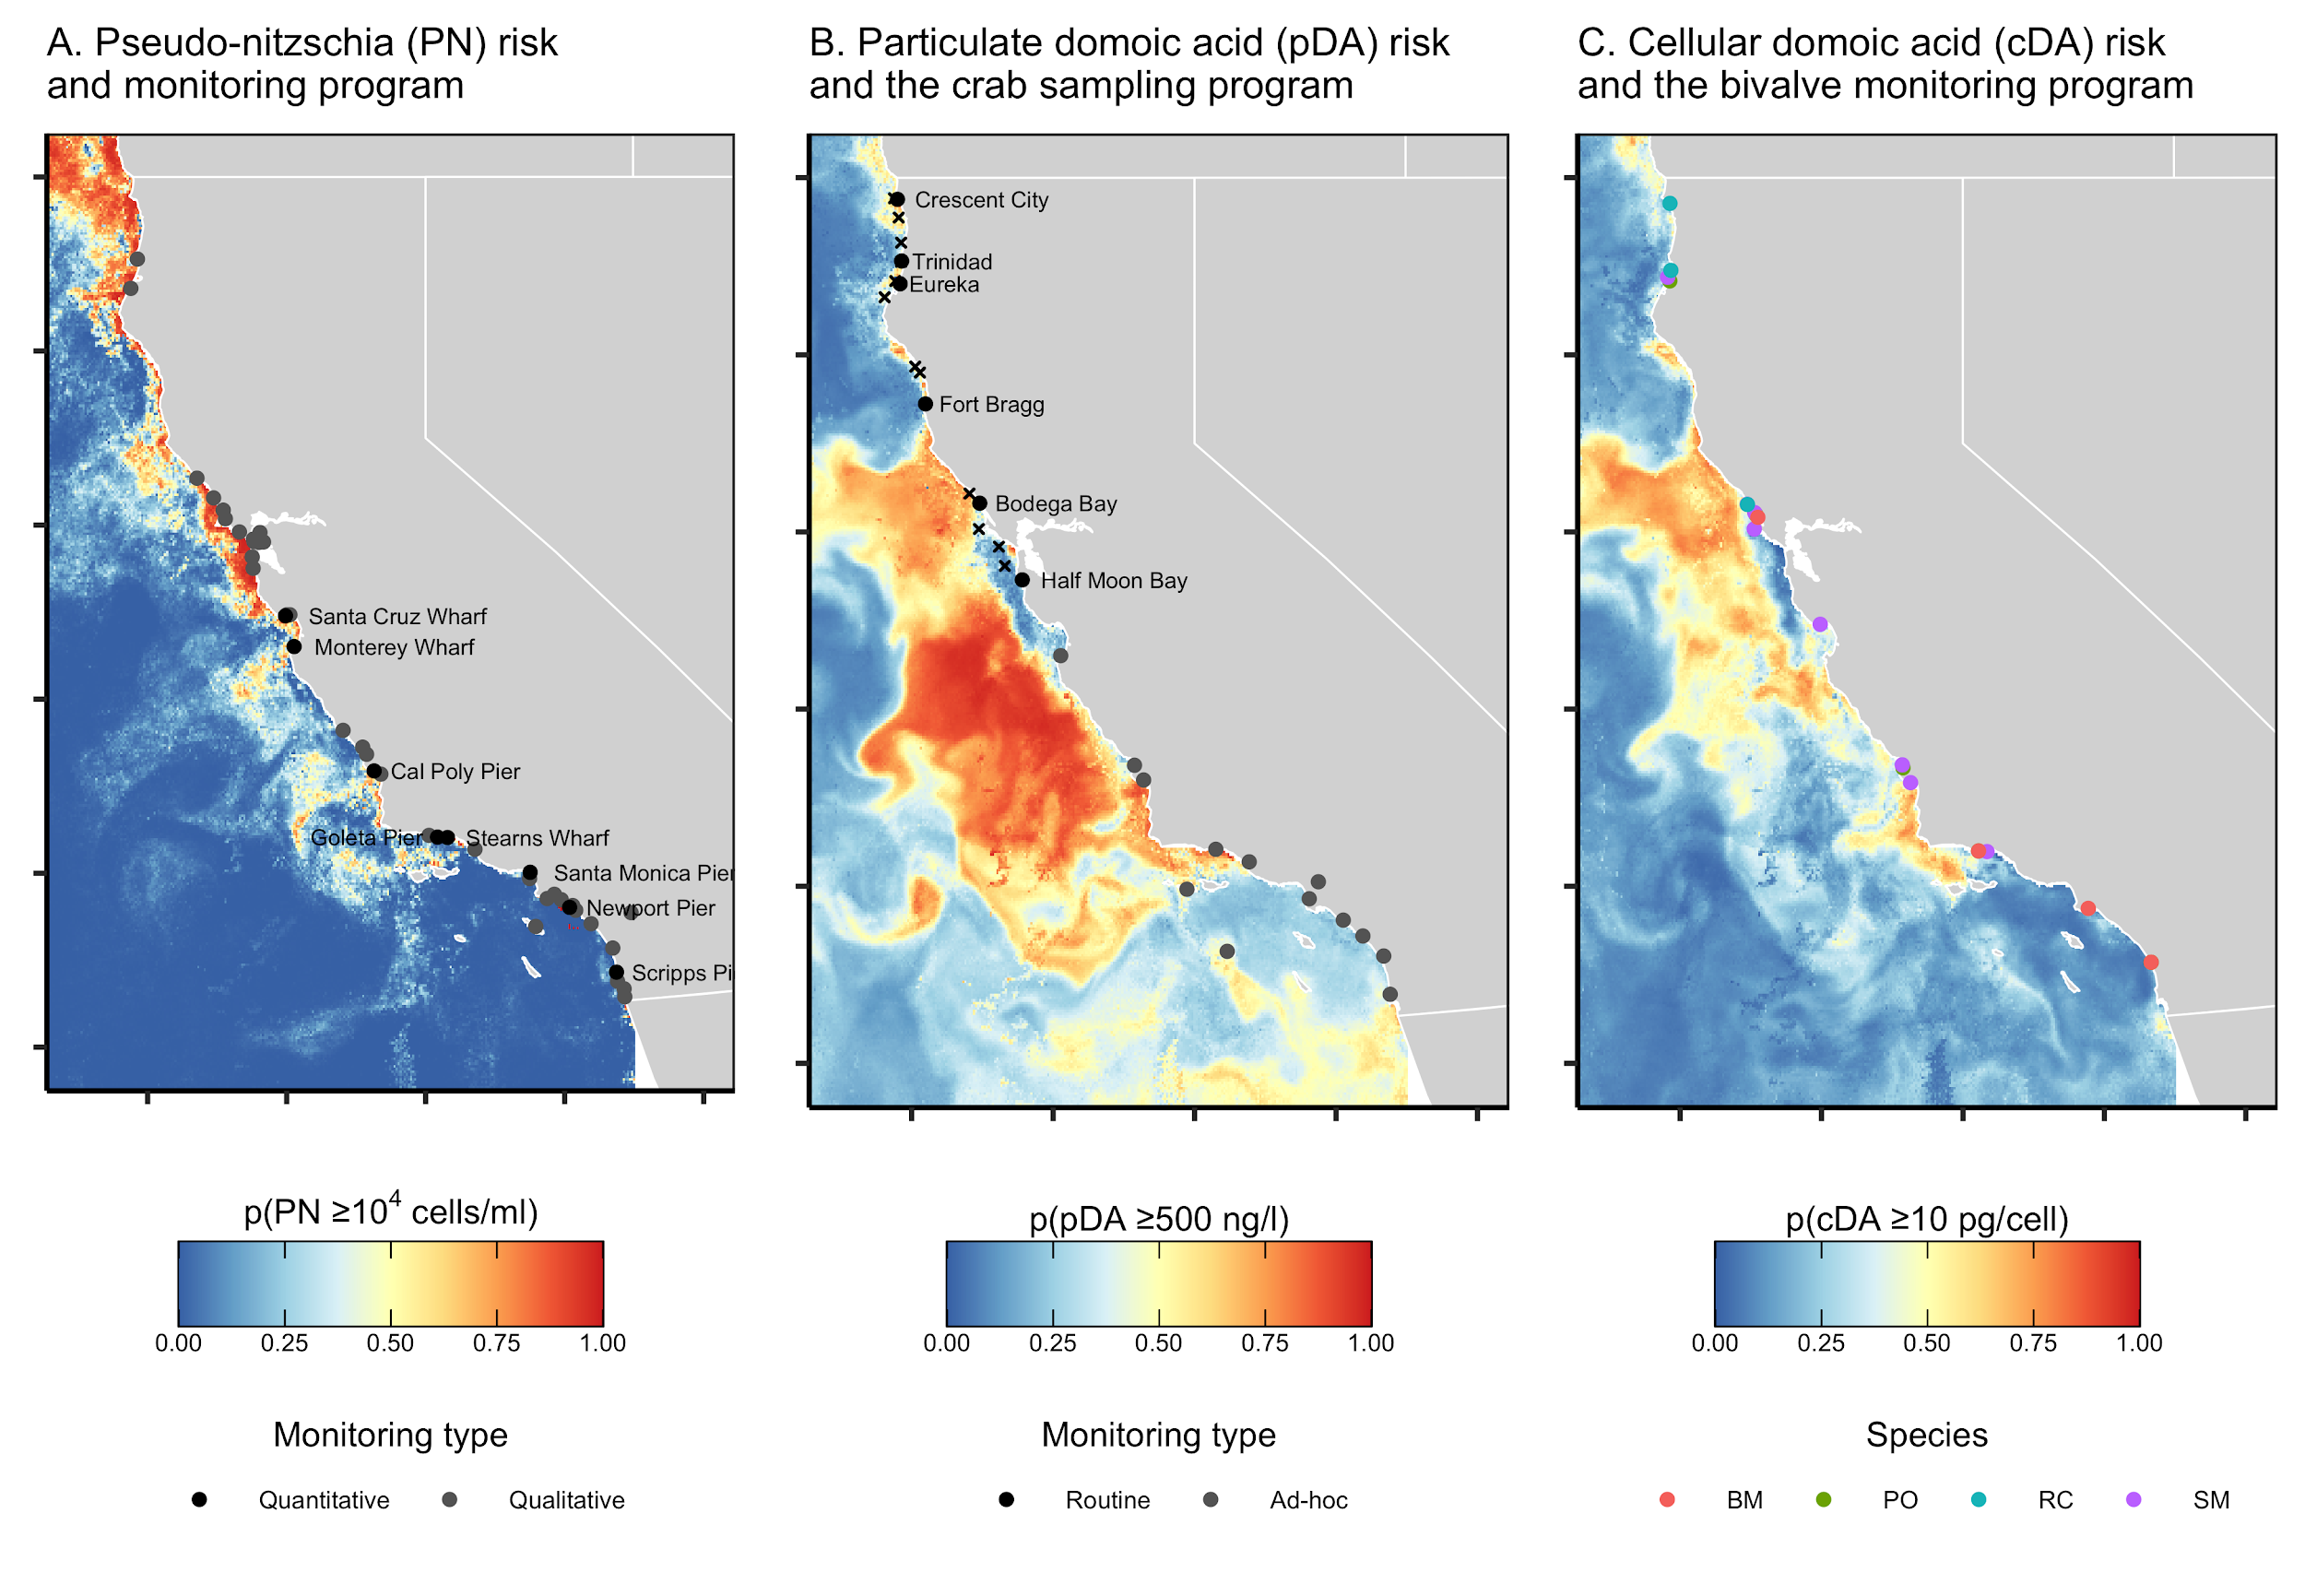 A. Pseudo-nitzschia (PN) risk
and monitoring program
B. Particulate domoic acid (pDA) risk
and the crab sampling program
C. Cellular domoic acid (cDA) risk
and the bivalve monitoring program
Santa Cruz Wharf
Monterey Wharf
Cal Poly Pier
Goleta Pier
Stearns Wharf
Santa Monica Pier
Newport Pier
Scripps Pi
Crescent City
Trinidad
Eureka
Fort Bragg
Bodega Bay
Half Moon Bay
p(PN ≥10⁴ cells/ml)
0.00 0.25 0.50 0.75 1.00
Monitoring type
Quantitative Qualitative
p(pDA ≥500 ng/l)
0.00 0.25 0.50 0.75 1.00
Monitoring type
Routine Ad-hoc
p(cDA ≥10 pg/cell)
0.00 0.25 0.50 0.75 1.00
Species
BM PO RC SM